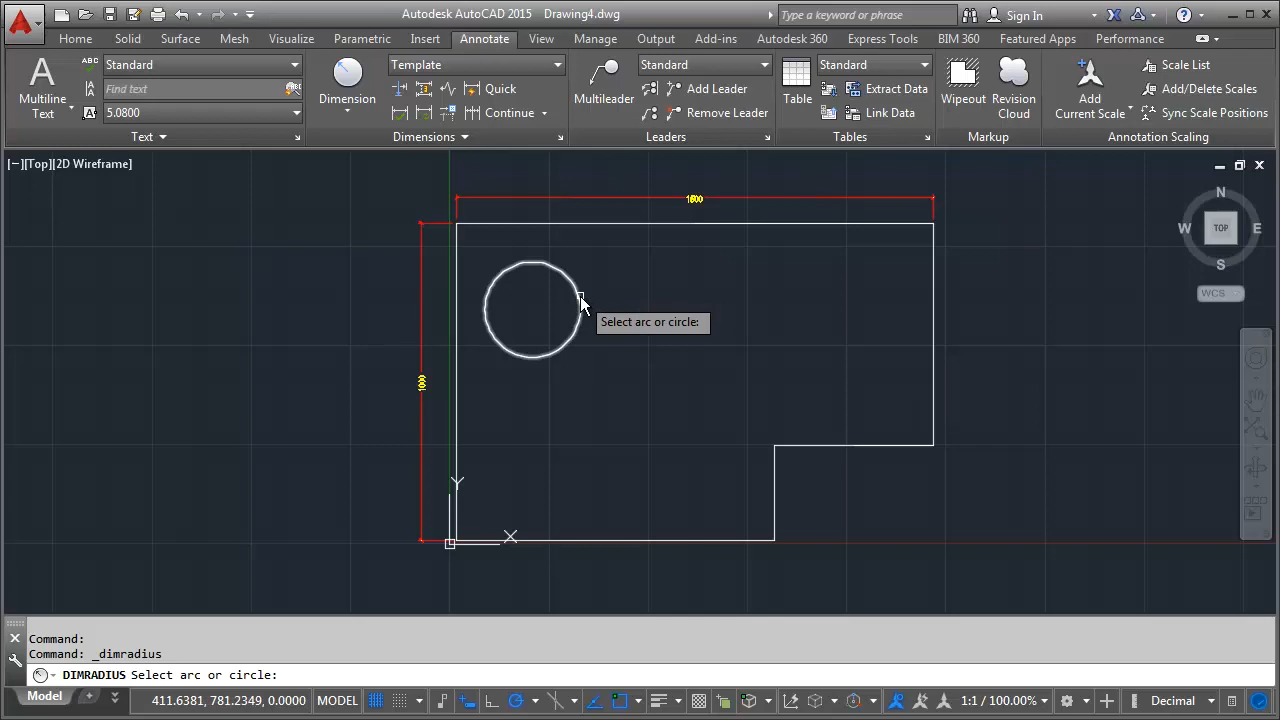 Autodesk AutoCAD 2015 Drawing4.dwg
Type a keyword or phrase
Sign In
Home Solid Surface Mesh Visualize Parametric Insert Annotate View Manage Output Add-ins Autodesk 360 Express Tools BIM 360 Featured Apps Performance
A
Multiline
Text
ABC
Standard
Find text
A
5.0800
Text
Dimension
Template
Quick
Continue
Dimensions
Multileader
Standard
Add Leader
Remove Leader
Leaders
Table
Standard
Extract Data
Link Data
Tables
Wipeout
Revision
Cloud
Markup
Add
Current Scale
Scale List
Add/Delete Scales
Sync Scale Positions
Annotation Scaling
[−][Top][2D Wireframe]
N
W TOP E
S
WCS
Select arc or circle:
Y
X
Command:
Command: _dimradius
DIMRADIUS Select arc or circle:
Model
411.6381, 781.2349, 0.0000 MODEL
1:1 / 100.00%
Decimal